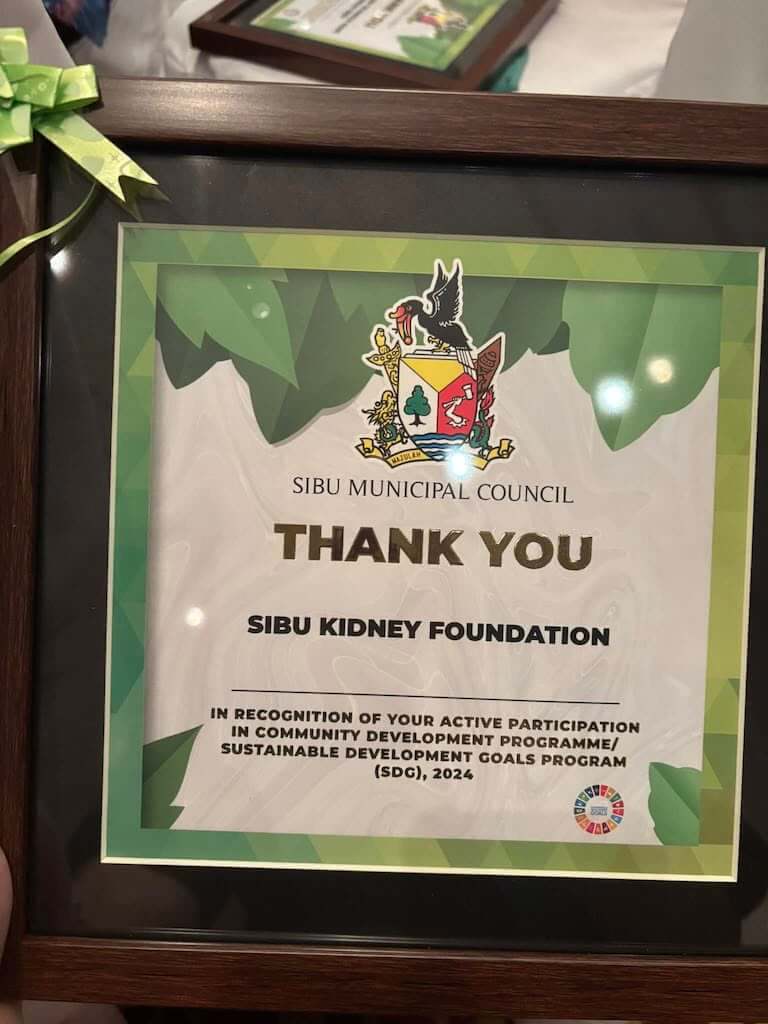 MAJULAH
SIBU MUNICIPAL COUNCIL
THANK YOU
SIBU KIDNEY FOUNDATION
IN RECOGNITION OF YOUR ACTIVE PARTICIPATION
IN COMMUNITY DEVELOPMENT PROGRAMME/
SUSTAINABLE DEVELOPMENT GOALS PROGRAM
(SDG), 2024